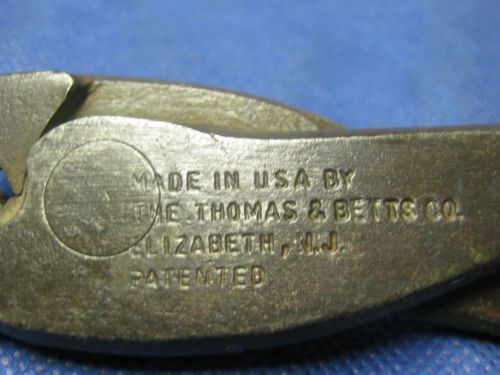 MADE IN USA BY
THE THOMAS & BETTS CO.
ELIZABETH, N.J.
PATENTED